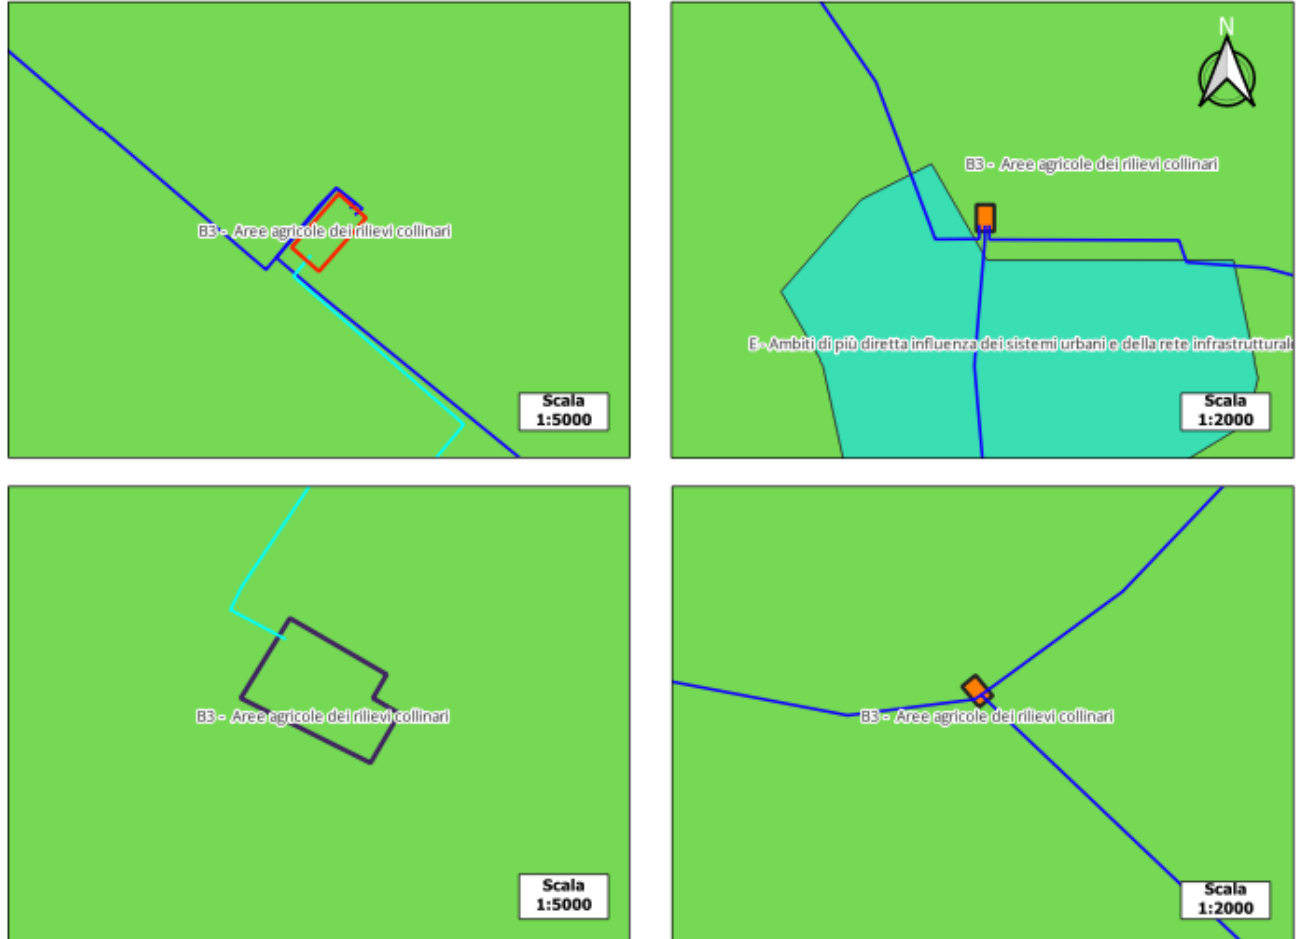 B3 - Aree agricole dei rilievi collinari
Scala
1:5000
N
B3 - Aree agricole dei rilievi collinari
E - Ambiti di più diretta influenza dei sistemi urbani e della rete infrastrutturale
Scala
1:2000
B3 - Aree agricole dei rilievi collinari
Scala
1:5000
B3 - Aree agricole dei rilievi collinari
Scala
1:2000